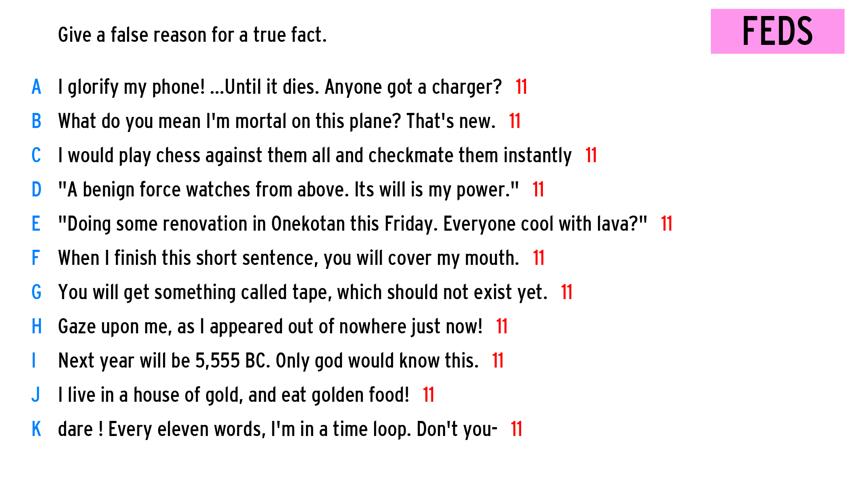 Give a false reason for a true fact.
FEDS
A I glorify my phone! ...Until it dies. Anyone got a charger? 11
B What do you mean I'm mortal on this plane? That's new. 11
C I would play chess against them all and checkmate them instantly 11
D "A benign force watches from above. Its will is my power." 11
E "Doing some renovation in Onekotan this Friday. Everyone cool with lava?" 11
F When I finish this short sentence, you will cover my mouth. 11
G You will get something called tape, which should not exist yet. 11
H Gaze upon me, as I appeared out of nowhere just now! 11
I Next year will be 5,555 BC. Only god would know this. 11
J I live in a house of gold, and eat golden food! 11
K dare ! Every eleven words, I'm in a time loop. Don't you- 11